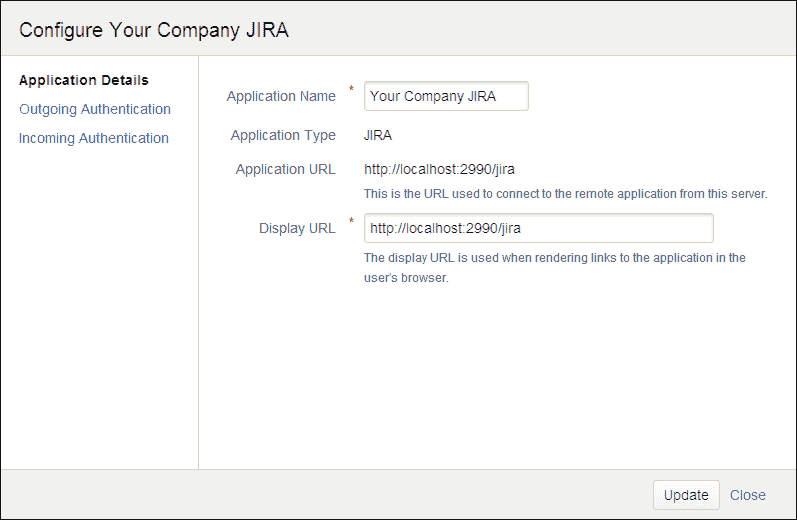 Configure Your Company JIRA
Application Details
Outgoing Authentication
Incoming Authentication
Application Name * Your Company JIRA
Application Type JIRA
Application URL http://localhost:2990/jira
This is the URL used to connect to the remote application from this server.
Display URL * http://localhost:2990/jira
The display URL is used when rendering links to the application in the
user's browser.
Update Close